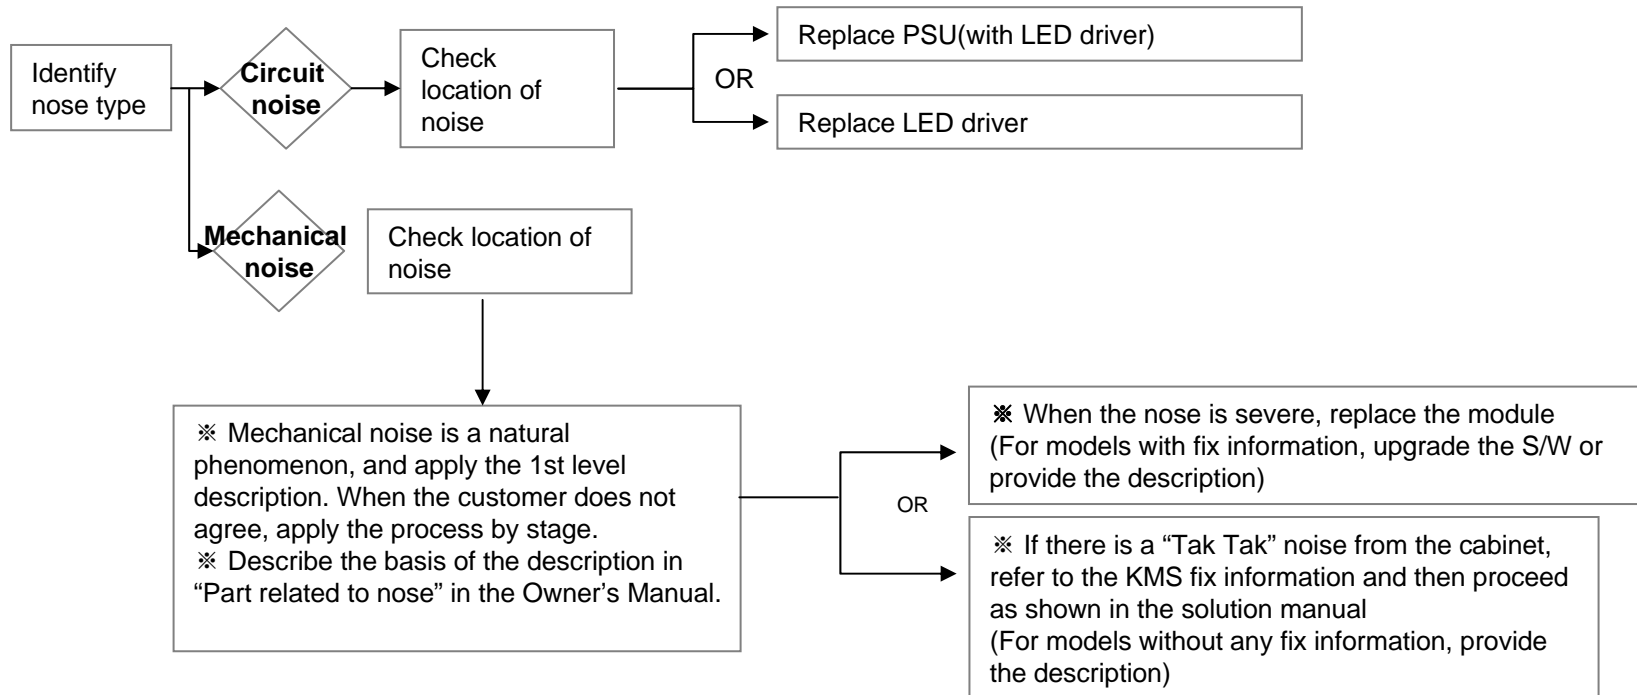 Identify
nose type
Circuit
noise
Check
location of
noise
Replace PSU(with LED driver)
OR
Replace LED driver
Mechanical
noise
Check location of
noise
※ Mechanical noise is a natural
phenomenon, and apply the 1st level
description. When the customer does not
agree, apply the process by stage.
※ Describe the basis of the description in
“Part related to nose” in the Owner’s Manual.
※ When the nose is severe, replace the module
(For models with fix information, upgrade the S/W or
provide the description)
OR
※ If there is a “Tak Tak” noise from the cabinet,
refer to the KMS fix information and then proceed
as shown in the solution manual
(For models without any fix information, provide
the description)